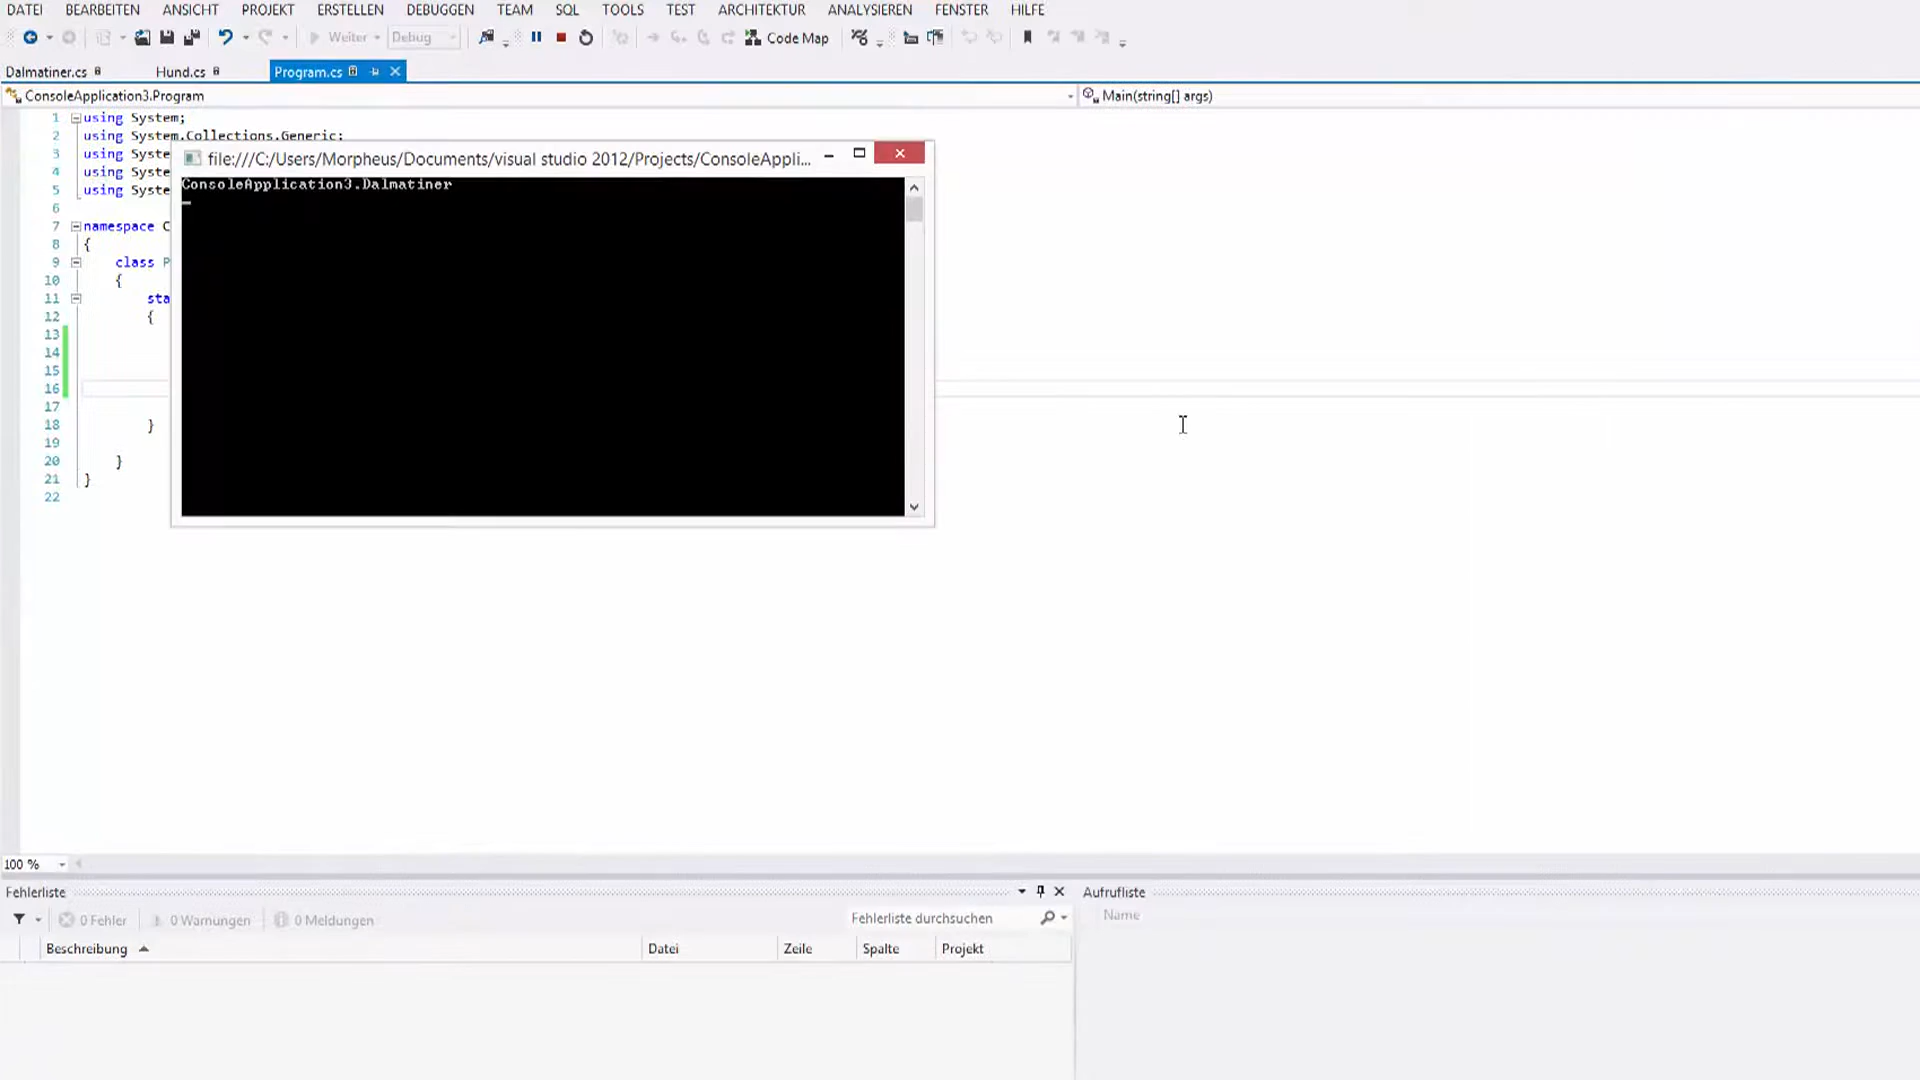 DATEI BEARBEITEN ANSICHT PROJEKT ERSTELLEN DEBUGGEN TEAM SQL TOOLS TEST ARCHITEKTUR ANALYSIEREN FENSTER HILFE
Weiter Debug Code Map
Dalmatiner.cs Hund.cs Program.cs
ConsoleApplication3.Program Main(string[] args)
1 using System;
2 using System.Collections.Generic;
3 using Syste
4 using Syste
5 using Syste
6
7 namespace C
8 {
9 class P
10 {
11 sta
12 {
13
14
15
16
17
18 }
19
20 }
21 }
22
file:///C:/Users/Morpheus/Documents/visual studio 2012/Projects/ConsoleAppli...
ConsoleApplication3.Dalmatiner
100 %
Fehlerliste
0 Fehler 0 Warnungen 0 Meldungen Fehlerliste durchsuchen
Beschreibung Datei Zeile Spalte Projekt
Aufrufliste
Name